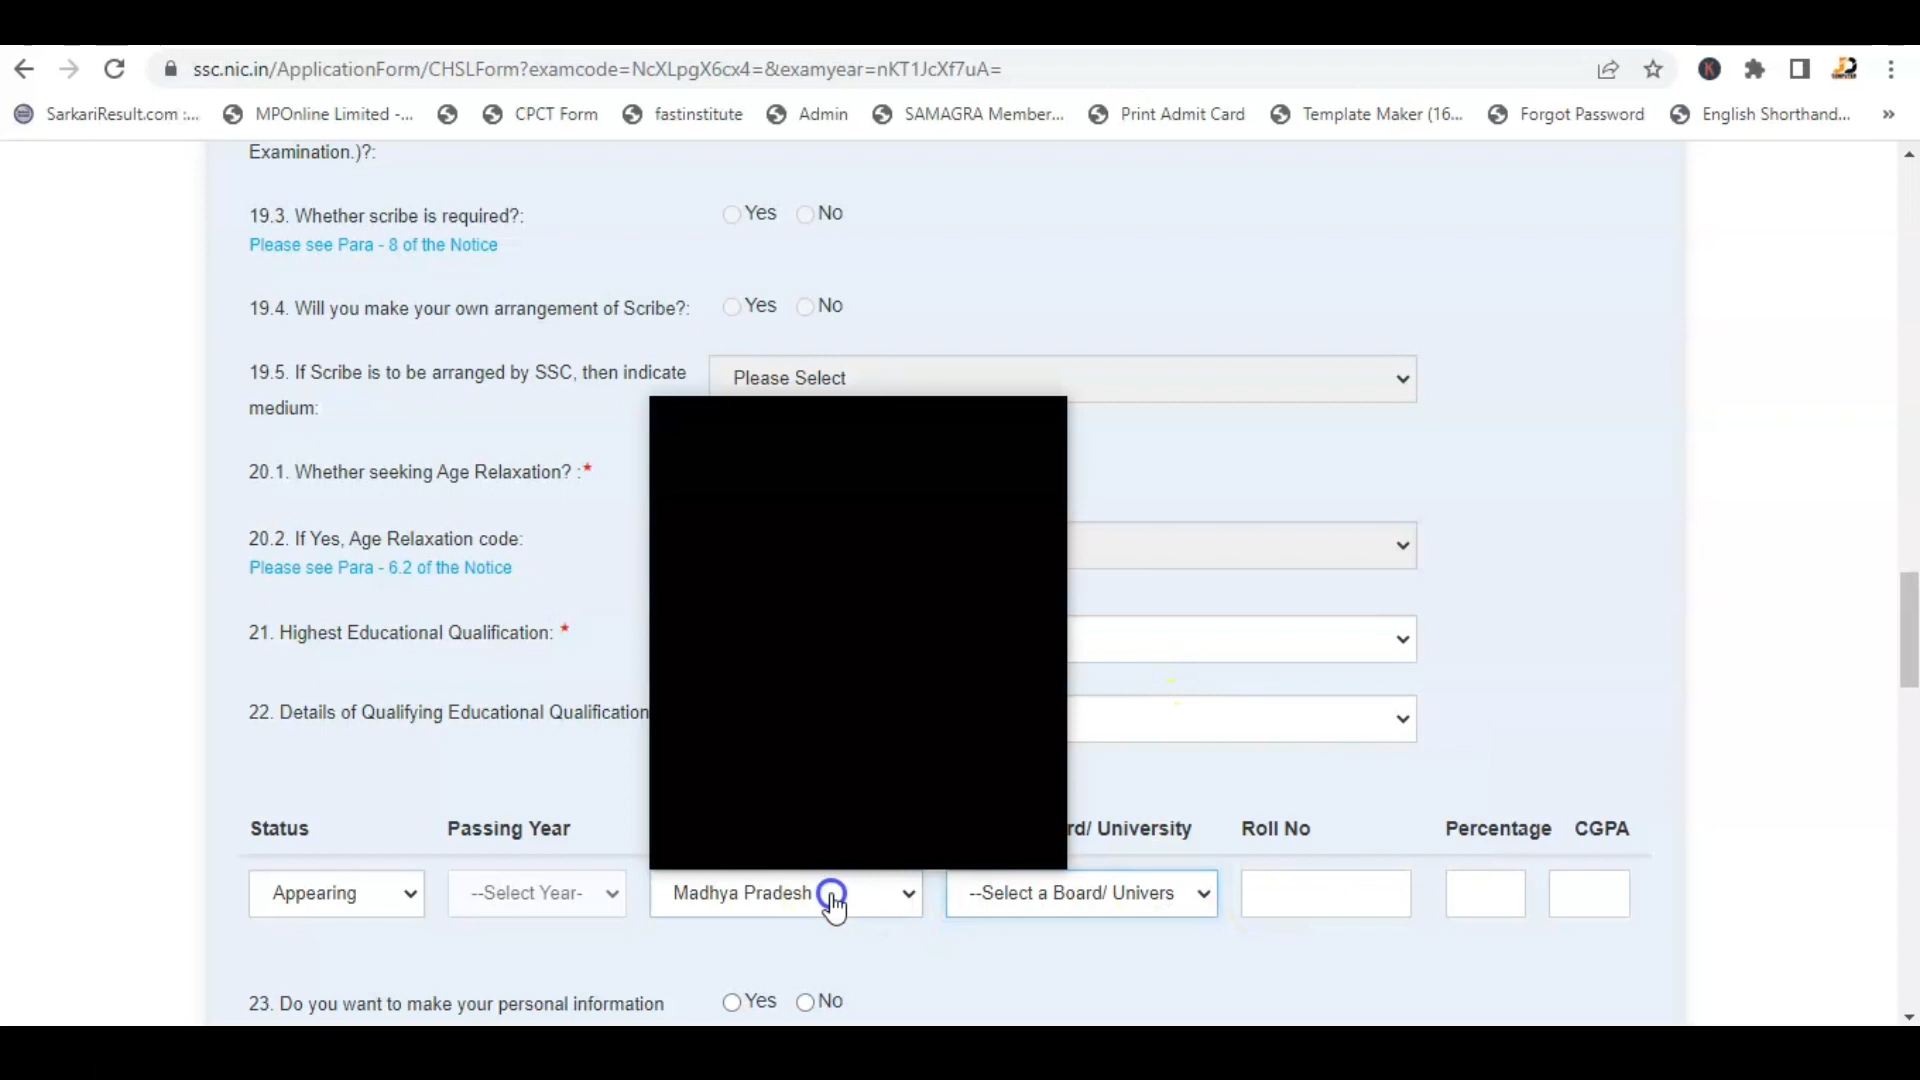 ssc.nic.in/ApplicationForm/CHSLForm?examcode=NcXLpgX6cx4=&examyear=nKT1JcXf7uA=
SarkariResult.com :... MPOnline Limited -... CPCT Form fastinstitute Admin SAMAGRA Member... Print Admit Card Template Maker (16... Forgot Password English Shorthand... »
Examination.)?:
19.3. Whether scribe is required?: Yes No
Please see Para - 8 of the Notice
19.4. Will you make your own arrangement of Scribe?: Yes No
19.5. If Scribe is to be arranged by SSC, then indicate Please Select
medium:
20.1. Whether seeking Age Relaxation? :*
20.2. If Yes, Age Relaxation code:
Please see Para - 6.2 of the Notice
21. Highest Educational Qualification: *
22. Details of Qualifying Educational Qualification
Status Passing Year rd/ University Roll No Percentage CGPA
Appearing --Select Year- Madhya Pradesh --Select a Board/ Univers
23. Do you want to make your personal information Yes No